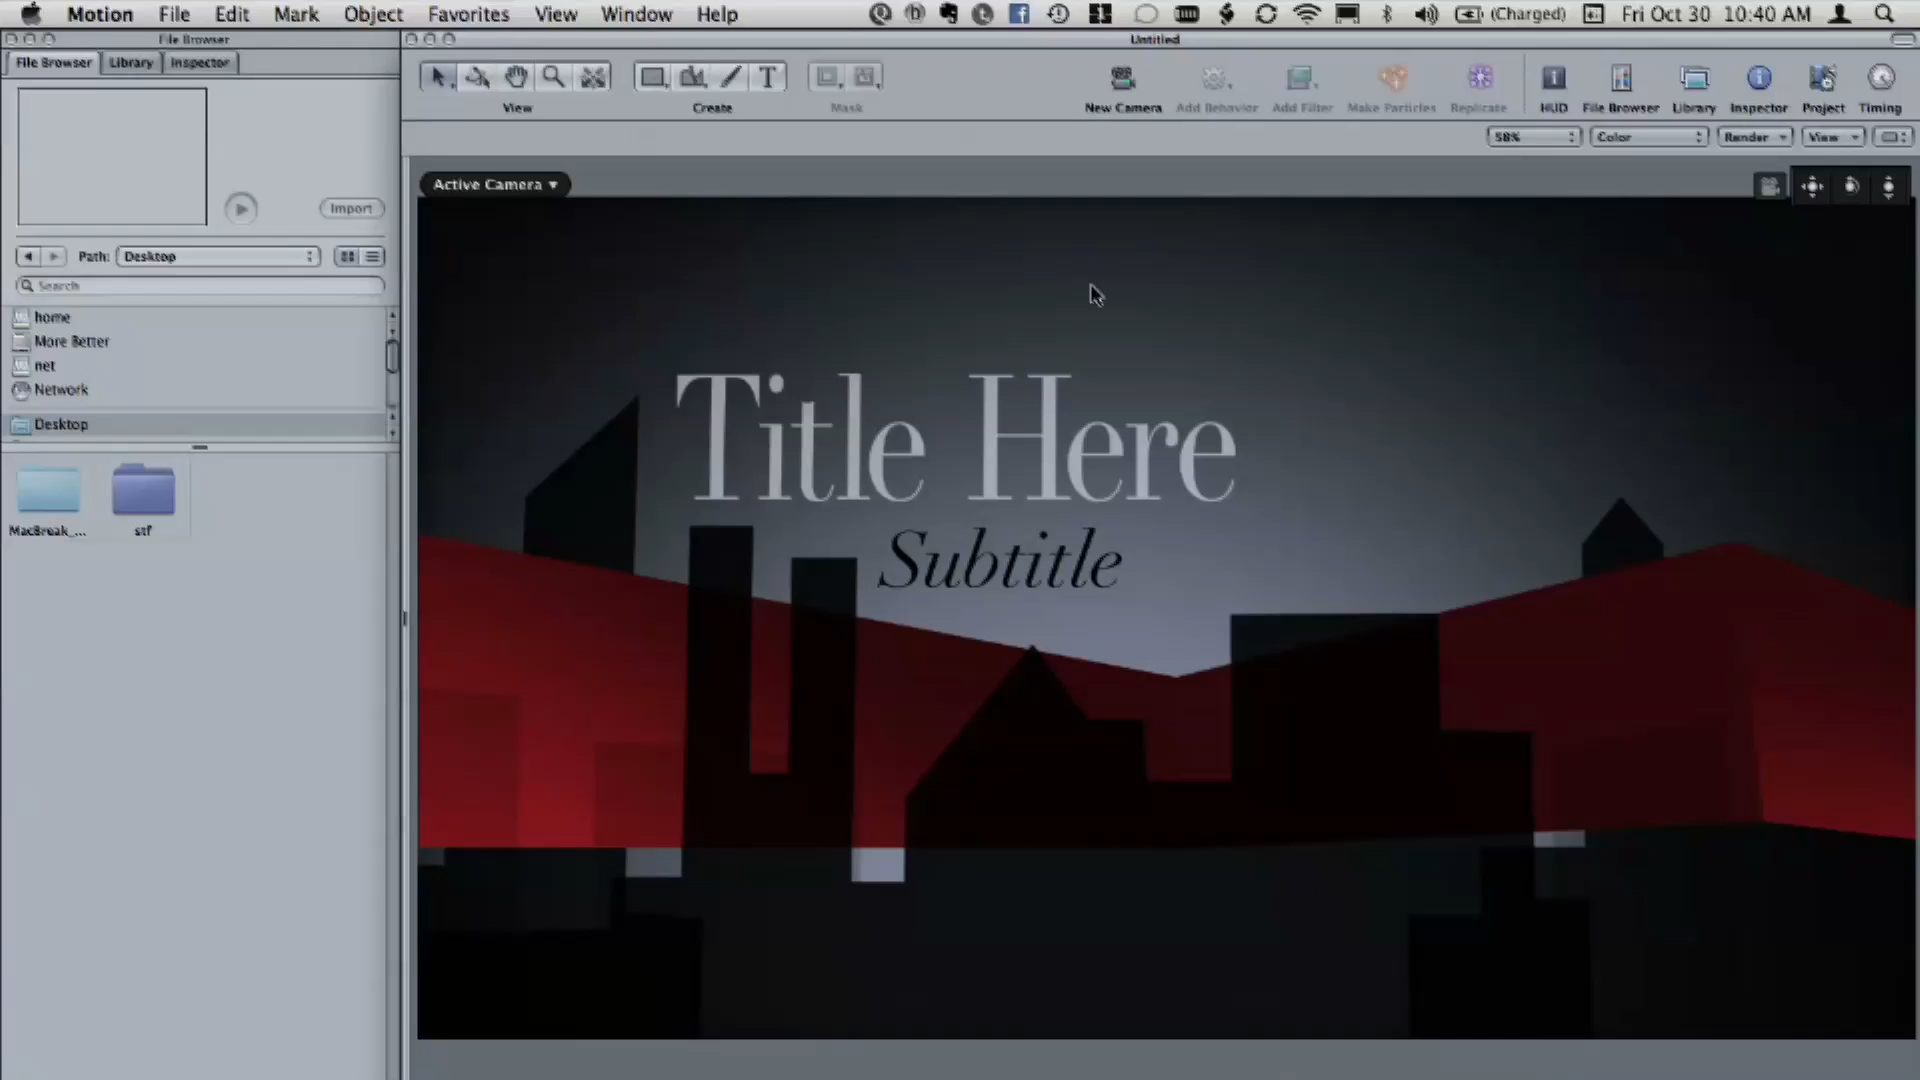 Motion File Edit Mark Object Favorites View Window Help (Charged) Fri Oct 30 10:40 AM
File Browser
Untitled
File Browser Library Inspector
View Create Mask New Camera Add Behavior Add Filter Make Particles Replicate HUD File Browser Library Inspector Project Timing
58% Color Render View
Active Camera
Import
Path: Desktop
Search
home
More Better
net
Network
Desktop
MacBreak_... stf
Title Here
Subtitle